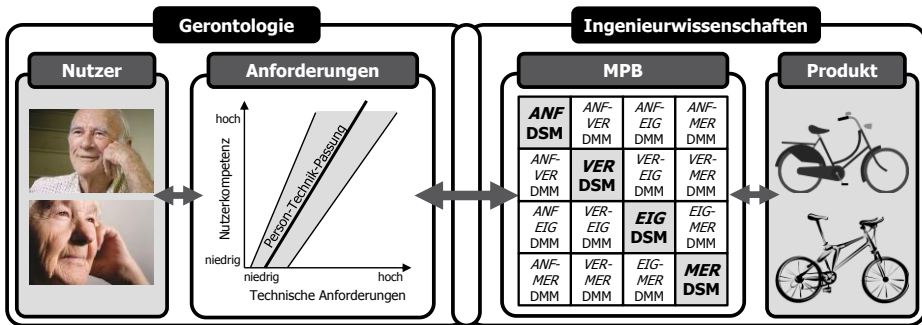 Gerontologie
Ingenieurwissenschaften
Nutzer
Anforderungen
MPB
Produkt
hoch
niedrig
Nutzerkompetenz
Person-Technik-Passung
niedrig
hoch
Technische Anforderungen
ANF
DSM
ANF-
VER
DMM
ANF-
EIG
DMM
ANF-
MER
DMM
ANF-
VER
DMM
VER
DSM
VER-
EIG
DMM
VER-
MER
DMM
ANF
EIG
DMM
VER-
EIG
DMM
EIG
DSM
EIG-
MER
DMM
ANF-
MER
DMM
VER-
MER
DMM
EIG-
MER
DMM
MER
DSM